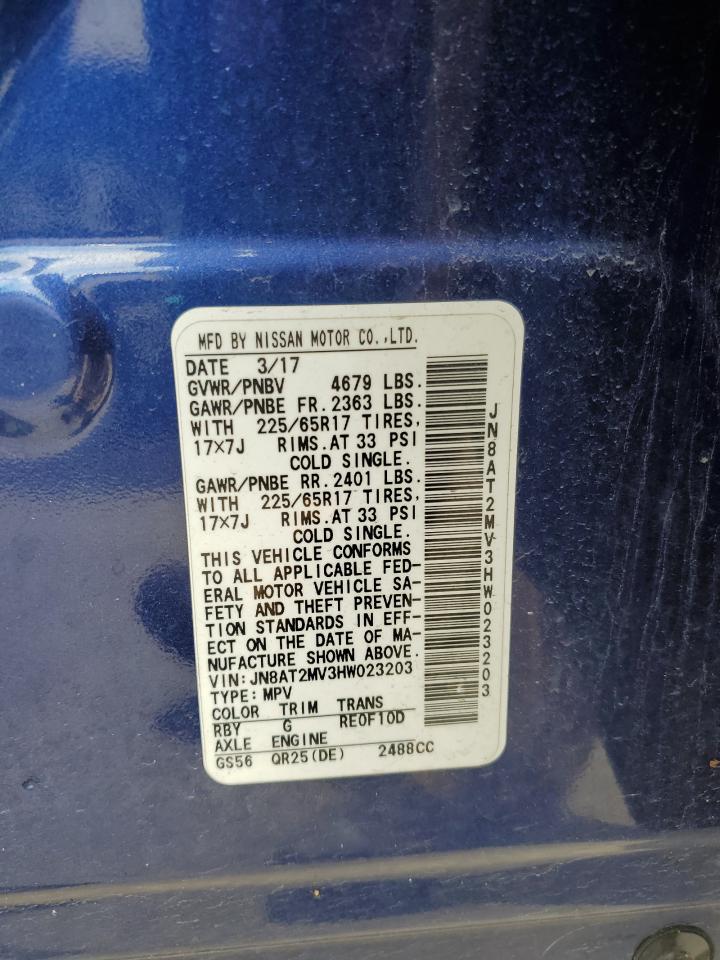 MFD BY NISSAN MOTOR CO.,LTD.
DATE 3/17
GVWR/PNBV 4679 LBS.
GAWR/PNBE FR.2363 LBS.
WITH 225/65R17 TIRES,
17×7J RIMS.AT 33 PSI
COLD SINGLE.
GAWR/PNBE RR.2401 LBS.
WITH 225/65R17 TIRES,
17×7J RIMS.AT 33 PSI
COLD SINGLE.
THIS VEHICLE CONFORMS
TO ALL APPLICABLE FED-
ERAL MOTOR VEHICLE SA-
FETY AND THEFT PREVEN-
TION STANDARDS IN EFF-
ECT ON THE DATE OF MA-
NUFACTURE SHOWN ABOVE.
VIN:JN8AT2MV3HW023203
TYPE:MPV
COLOR TRIM TRANS
RBY G RE0F10D
AXLE ENGINE
GS56 QR25(DE) 2488CC
JN8AT2MV3HW023203